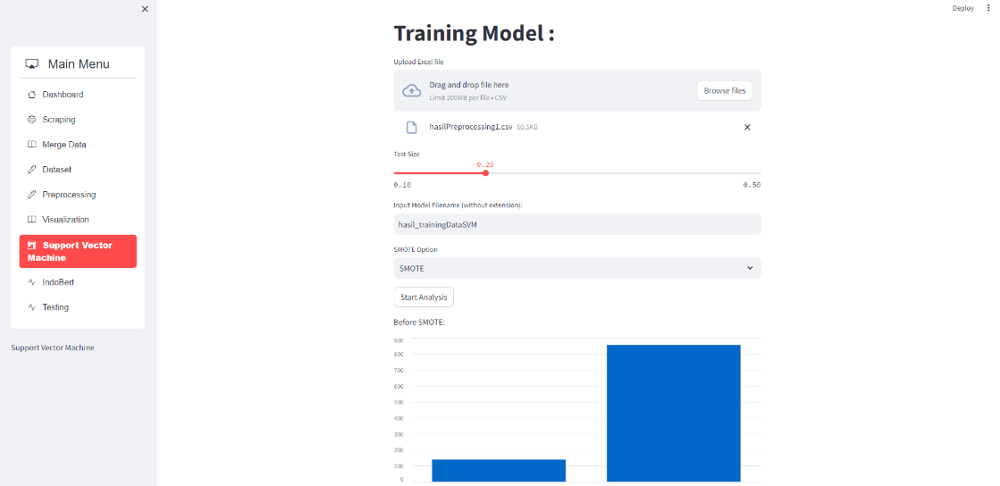 Deploy
Main Menu
Dashboard
Scraping
Merge Data
Dataset
Preprocessing
Visualization
Support Vector
Machine
IndoBert
Testing
Support Vector Machine
Training Model :
Upload Excel file
Drag and drop file here
Limit 200MB per file • CSV
Browse files
hasilPreprocessing1.csv 50.5KB
Test Size
0.20
0.10 0.50
Input Model Filename (without extension):
hasil_trainingDataSVM
SMOTE Option
SMOTE
Start Analysis
Before SMOTE:
900
800
700
600
500
400
300
200
100
0